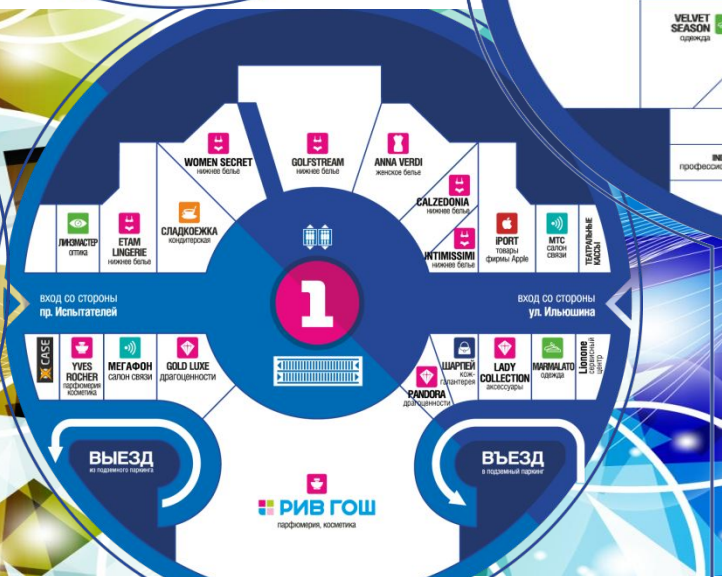 VELVET
SEASON
одежда
WOMEN SECRET
нижнее белье
GOLFSTREAM
нижнее белье
ANNA VERDI
женское белье
CALZEDONIA
нижнее белье
ЛИНЗМАСТЕР
оптика
ETAM
LINGERIE
нижнее белье
СЛАДКОЕЖКА
кондитерская
INTIMISSIMI
нижнее белье
iPORT
товары
фирмы Apple
МТС
САЛОН
СВЯЗИ
ТЕАТРАЛЬНЫЕ
КАССЫ
ВХОД СО СТОРОНЫ
пр. Испытателей
1
ВХОД СО СТОРОНЫ
ул. Ильюшина
CASE
YVES
ROCHER
парфюмерия
косметика
МЕГАФОН
салон связи
GOLD LUXE
драгоценности
PANDORA
драгоценности
ШАРПЕЙ
кож-
галантерея
LADY
COLLECTION
аксессуары
MARMALATO
одежда
Lionone
сервисный
центр
ВЫЕЗД
из подземного паркинга
ВЪЕЗД
в подземный паркинг
РИВ ГОШ
парфюмерия, косметика